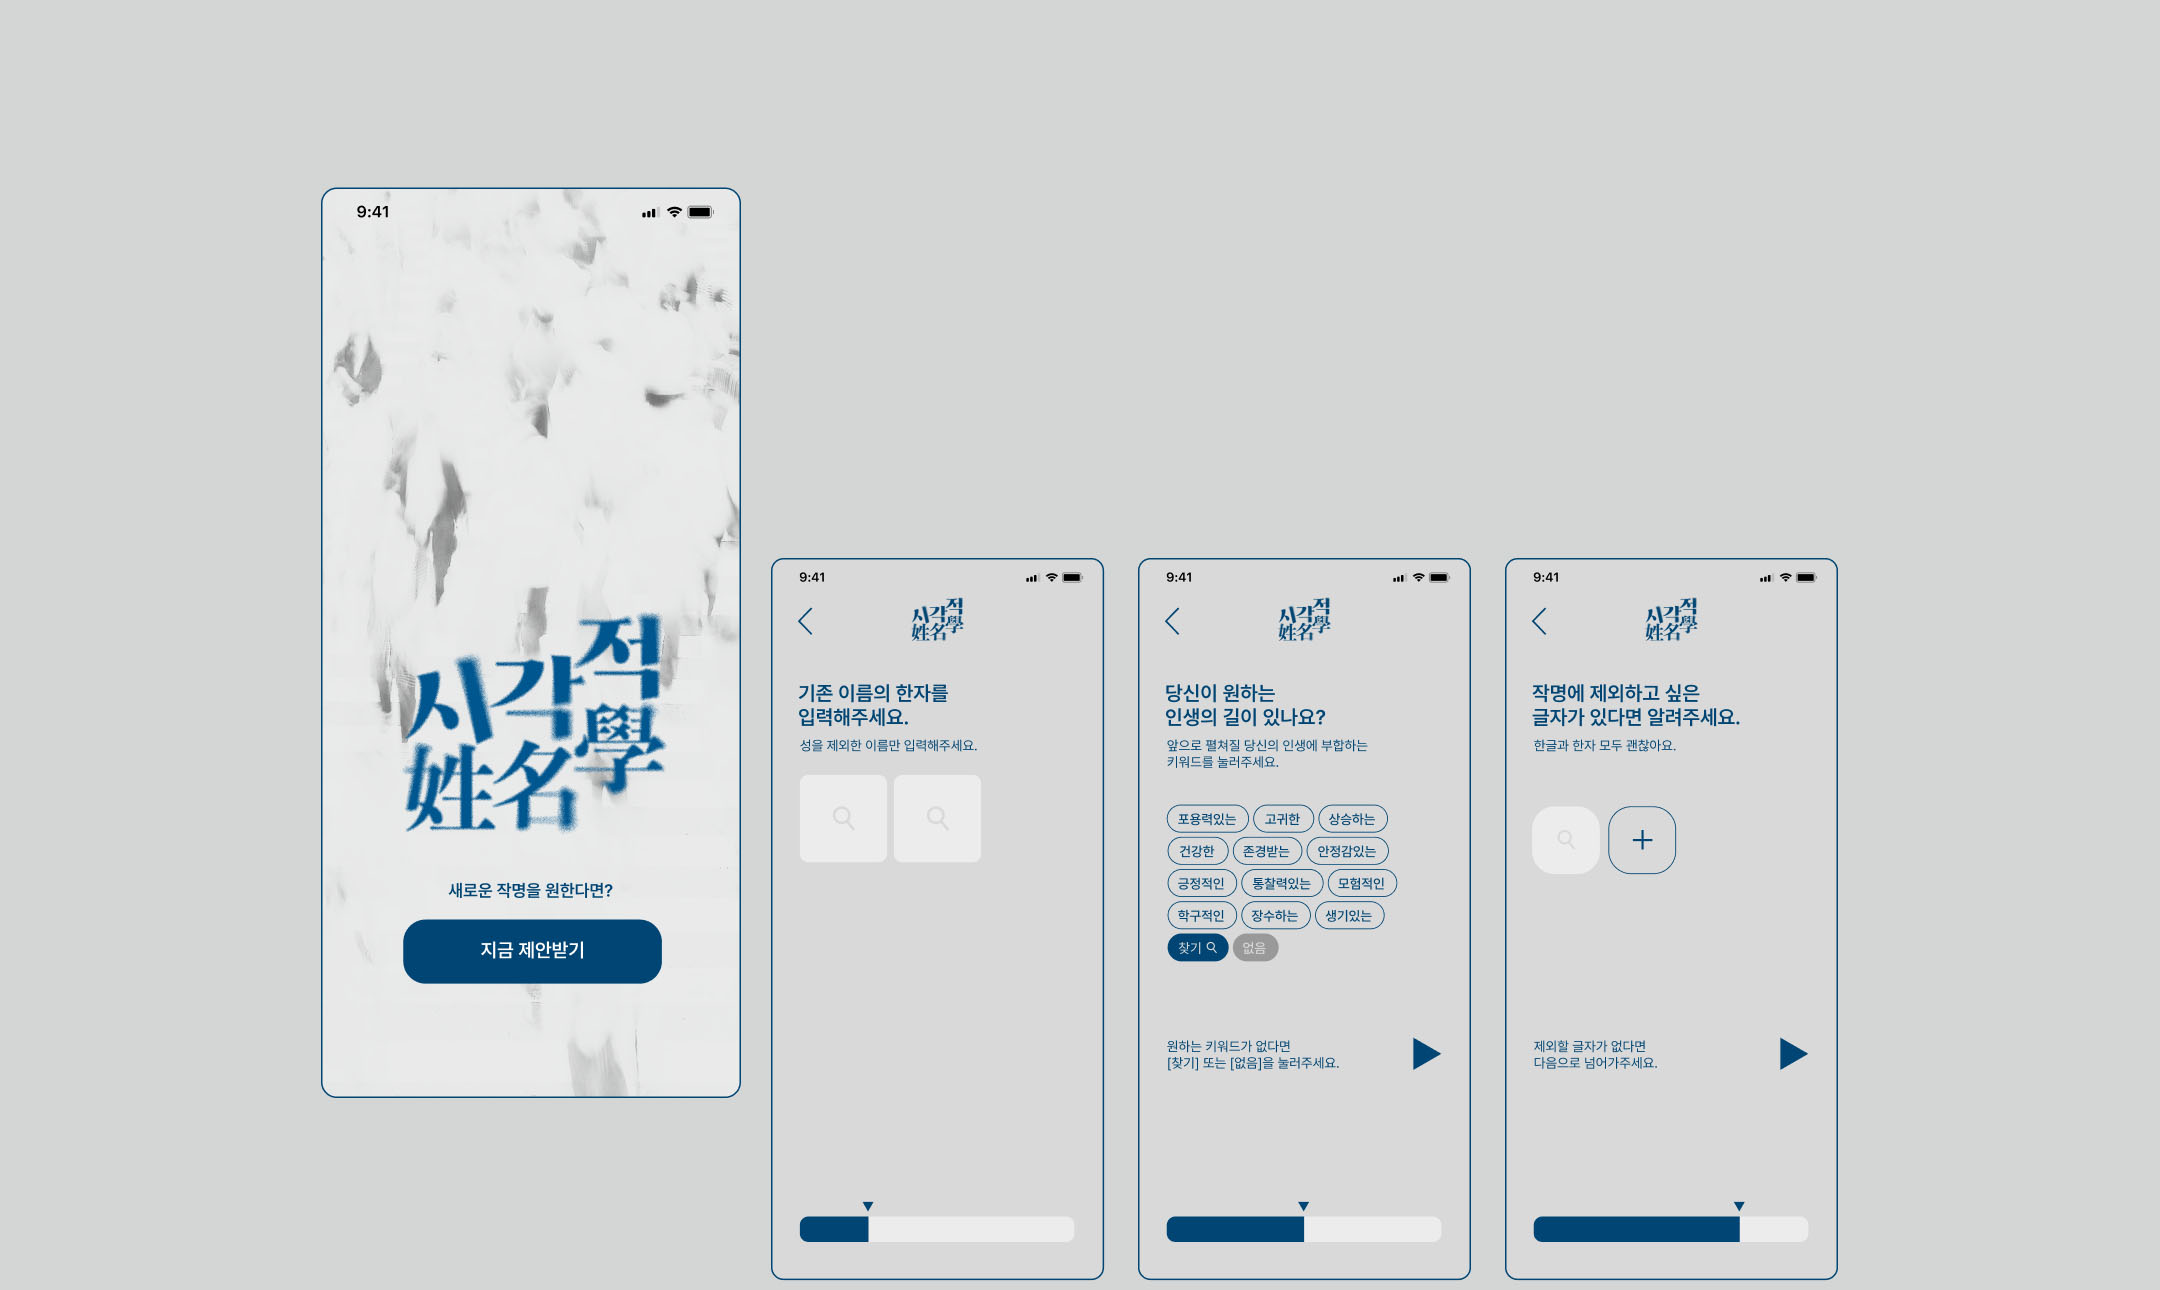 9:41
시각적
姓名學
새로운 작명을 원한다면?
지금 제안받기
9:41
시각적
姓名學
기존 이름의 한자를
입력해주세요.
성을 제외한 이름만 입력해주세요.
9:41
시각적
姓名學
당신이 원하는
인생의 길이 있나요?
앞으로 펼쳐질 당신의 인생에 부합하는
키워드를 눌러주세요.
포용력있는 고귀한 상승하는
건강한 존경받는 안정감있는
긍정적인 통찰력있는 모험적인
학구적인 장수하는 생기있는
찾기 없음
원하는 키워드가 없다면
[찾기] 또는 [없음]을 눌러주세요.
9:41
시각적
姓名學
작명에 제외하고 싶은
글자가 있다면 알려주세요.
한글과 한자 모두 괜찮아요.
제외할 글자가 없다면
다음으로 넘어가주세요.